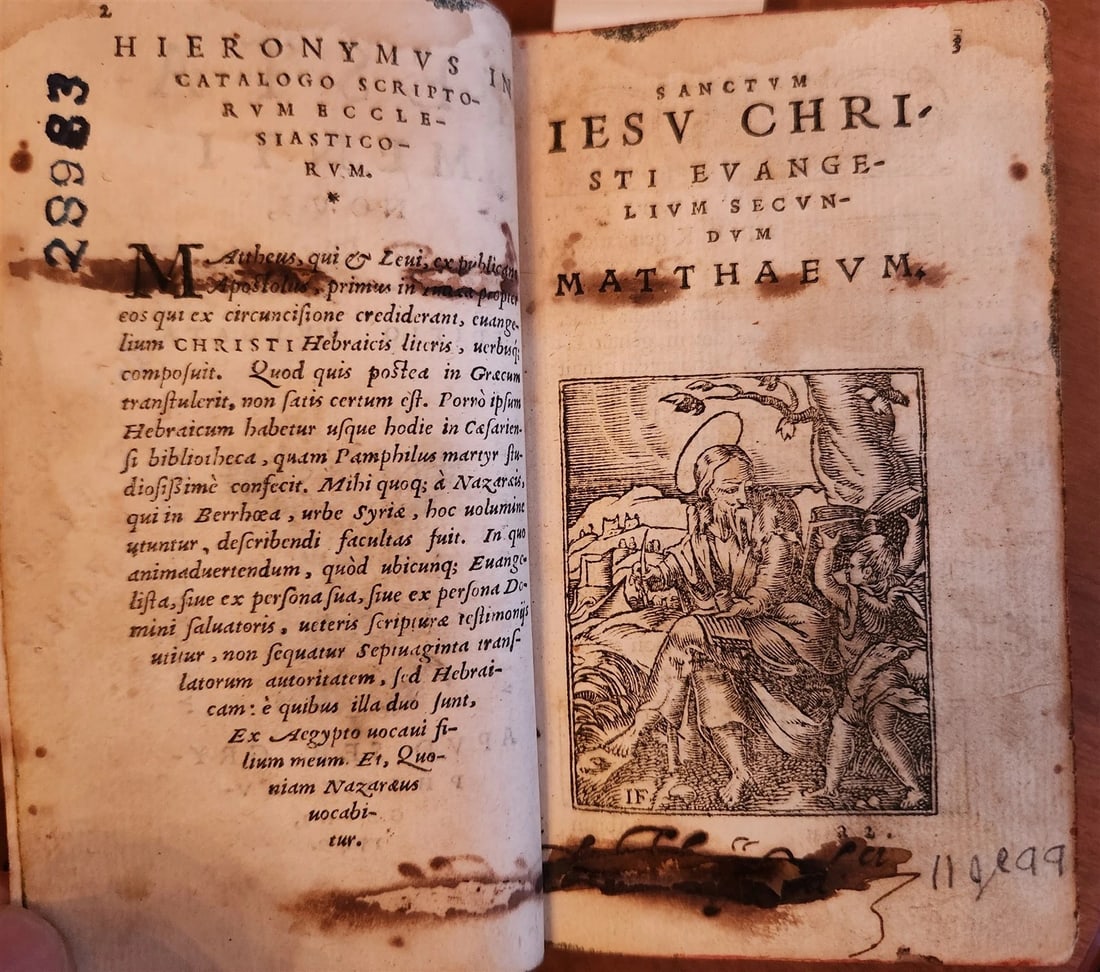 2
28983
HIERONYMVS IN
CATALOGO SCRIPTO-
RVM ECCLE-
SIASTICO-
RVM.
*
MAttheus, qui & Leui, ex publicano
Apoſtolus, primus in propter
eos qui ex circunciſione crediderant, euange-
lium CHRISTI Hebraicis literis, uerbisq;
compoſuit. Quod quis poſtea in Græcum
tranſtulerit, non ſatis certum eſt. Porrò ipſum
Hebraicum habetur uſque hodie in Cæſarien-
ſi bibliotheca, quam Pamphilus martyr ſtu-
dioſiſsimè confecit. Mihi quoq; à Nazaræis,
qui in Berrhœa, urbe Syriæ, hoc uolumine
utuntur, deſcribendi facultas fuit. In quo
animaduertendum, quòd ubicunq; Euange-
liſta, ſiue ex perſona ſua, ſiue ex perſona Do-
mini ſaluatoris, ueteris ſcripturæ teſtimonijs
utitur, non ſequatur Septuaginta tranſ-
latorum autoritatem, ſed Hebrai-
cam: è quibus illa duo ſunt,
Ex Aegypto uocaui fi-
lium meum. Et, Quo-
niam Nazaræus
uocabi-
tur.
3
SANCTVM
IESV CHRI-
STI EVANGE-
LIVM SECVN-
DVM
MATTHAEVM.
IF